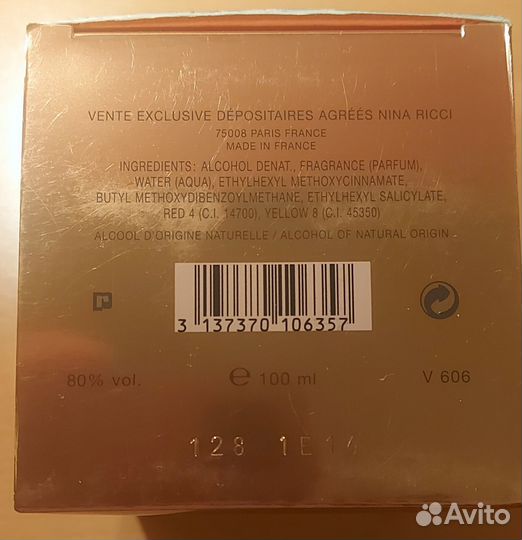 VENTE EXCLUSIVE DÉPOSITAIRES AGRÉÉS NINA RICCI
75008 PARIS FRANCE
MADE IN FRANCE
INGREDIENTS: ALCOHOL DENAT., FRAGRANCE (PARFUM),
WATER (AQUA), ETHYLHEXYL METHOXYCINNAMATE,
BUTYL METHOXYDIBENZOYLMETHANE, ETHYLHEXYL SALICYLATE,
RED 4 (C.I. 14700), YELLOW 8 (C.I. 45350)
ALCOOL D'ORIGINE NATURELLE / ALCOHOL OF NATURAL ORIGIN
3 137370 106357
80% vol. e 100 ml V 606
128 1E14
Avito